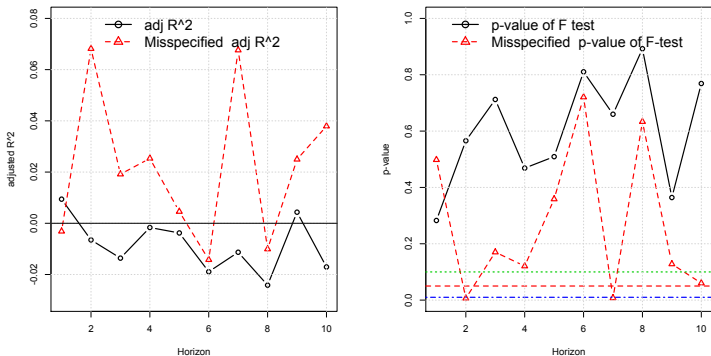 adj R^2
Misspecified adj R^2
adjusted R^2
0.08
0.06
0.04
0.02
0.00
-0.02
2
4
6
8
10
Horizon
p-value of F test
Misspecified p-value of F-test
p-value
1.0
0.8
0.6
0.4
0.2
0.0
2
4
6
8
10
Horizon